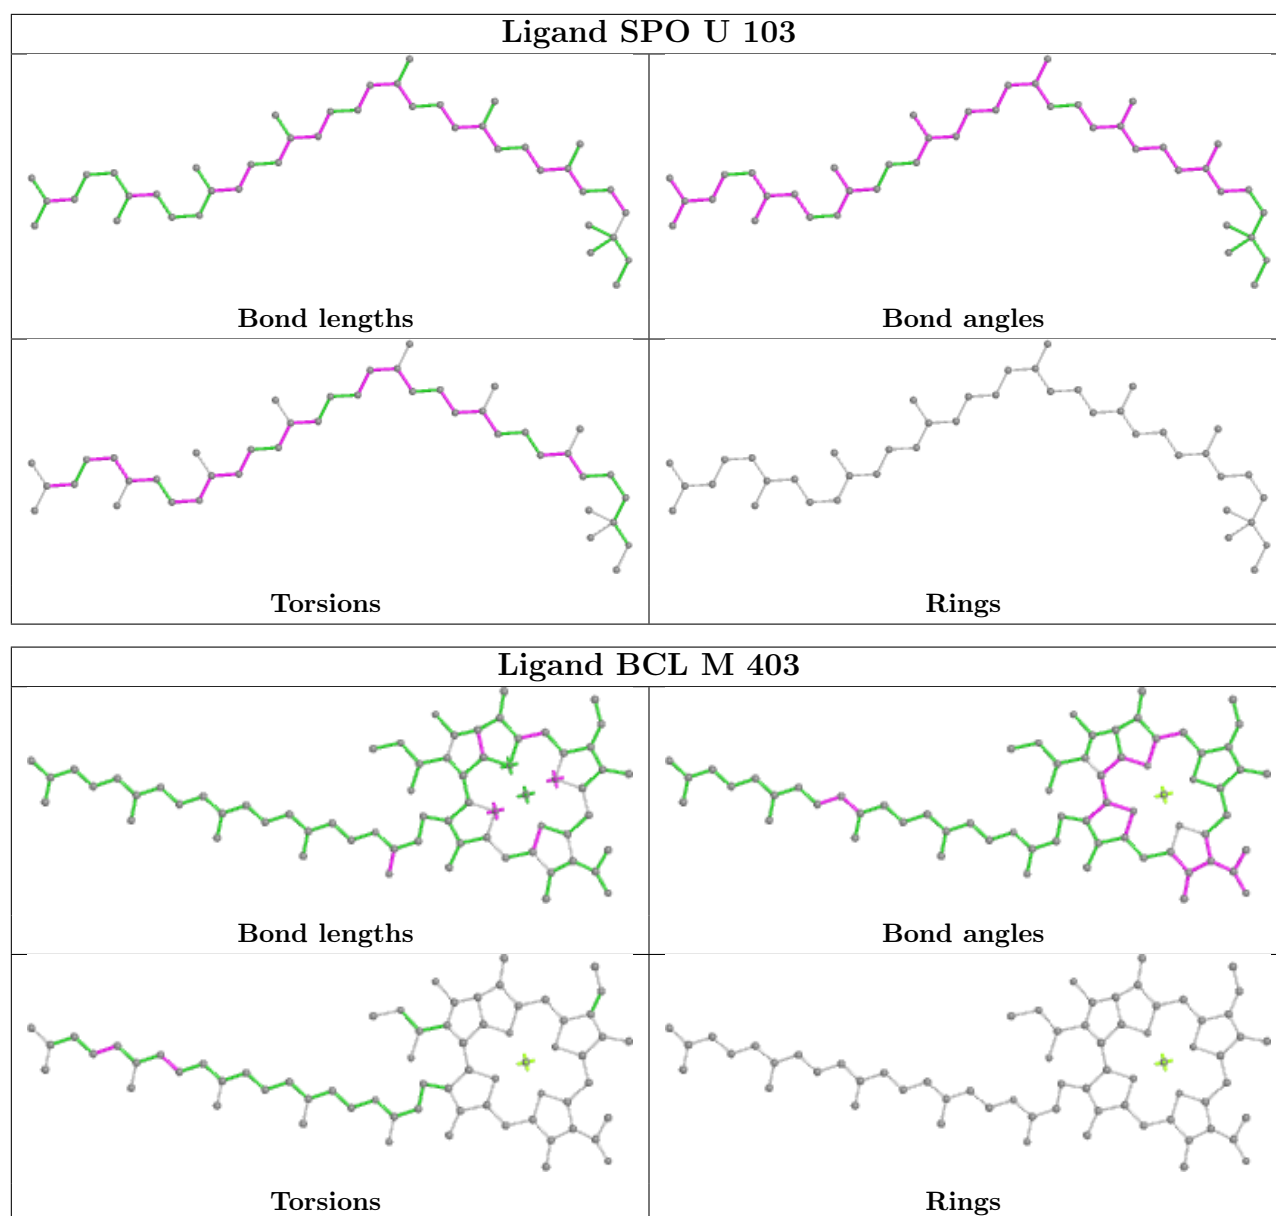 Ligand SPO U 103
Bond lengths
Bond angles
Torsions
Rings
Ligand BCL M 403
Bond lengths
Bond angles
Torsions
Rings